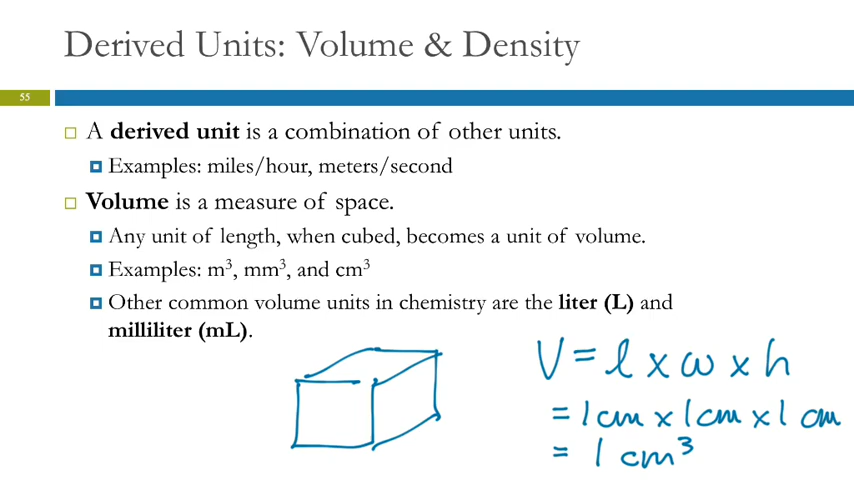 Derived Units: Volume & Density
55
A derived unit is a combination of other units.
Examples: miles/hour, meters/second
Volume is a measure of space.
Any unit of length, when cubed, becomes a unit of volume.
Examples: m³, mm³, and cm³
Other common volume units in chemistry are the liter (L) and
milliliter (mL).
V = l x w x h
= 1 cm x 1 cm x 1 cm
= 1 cm³